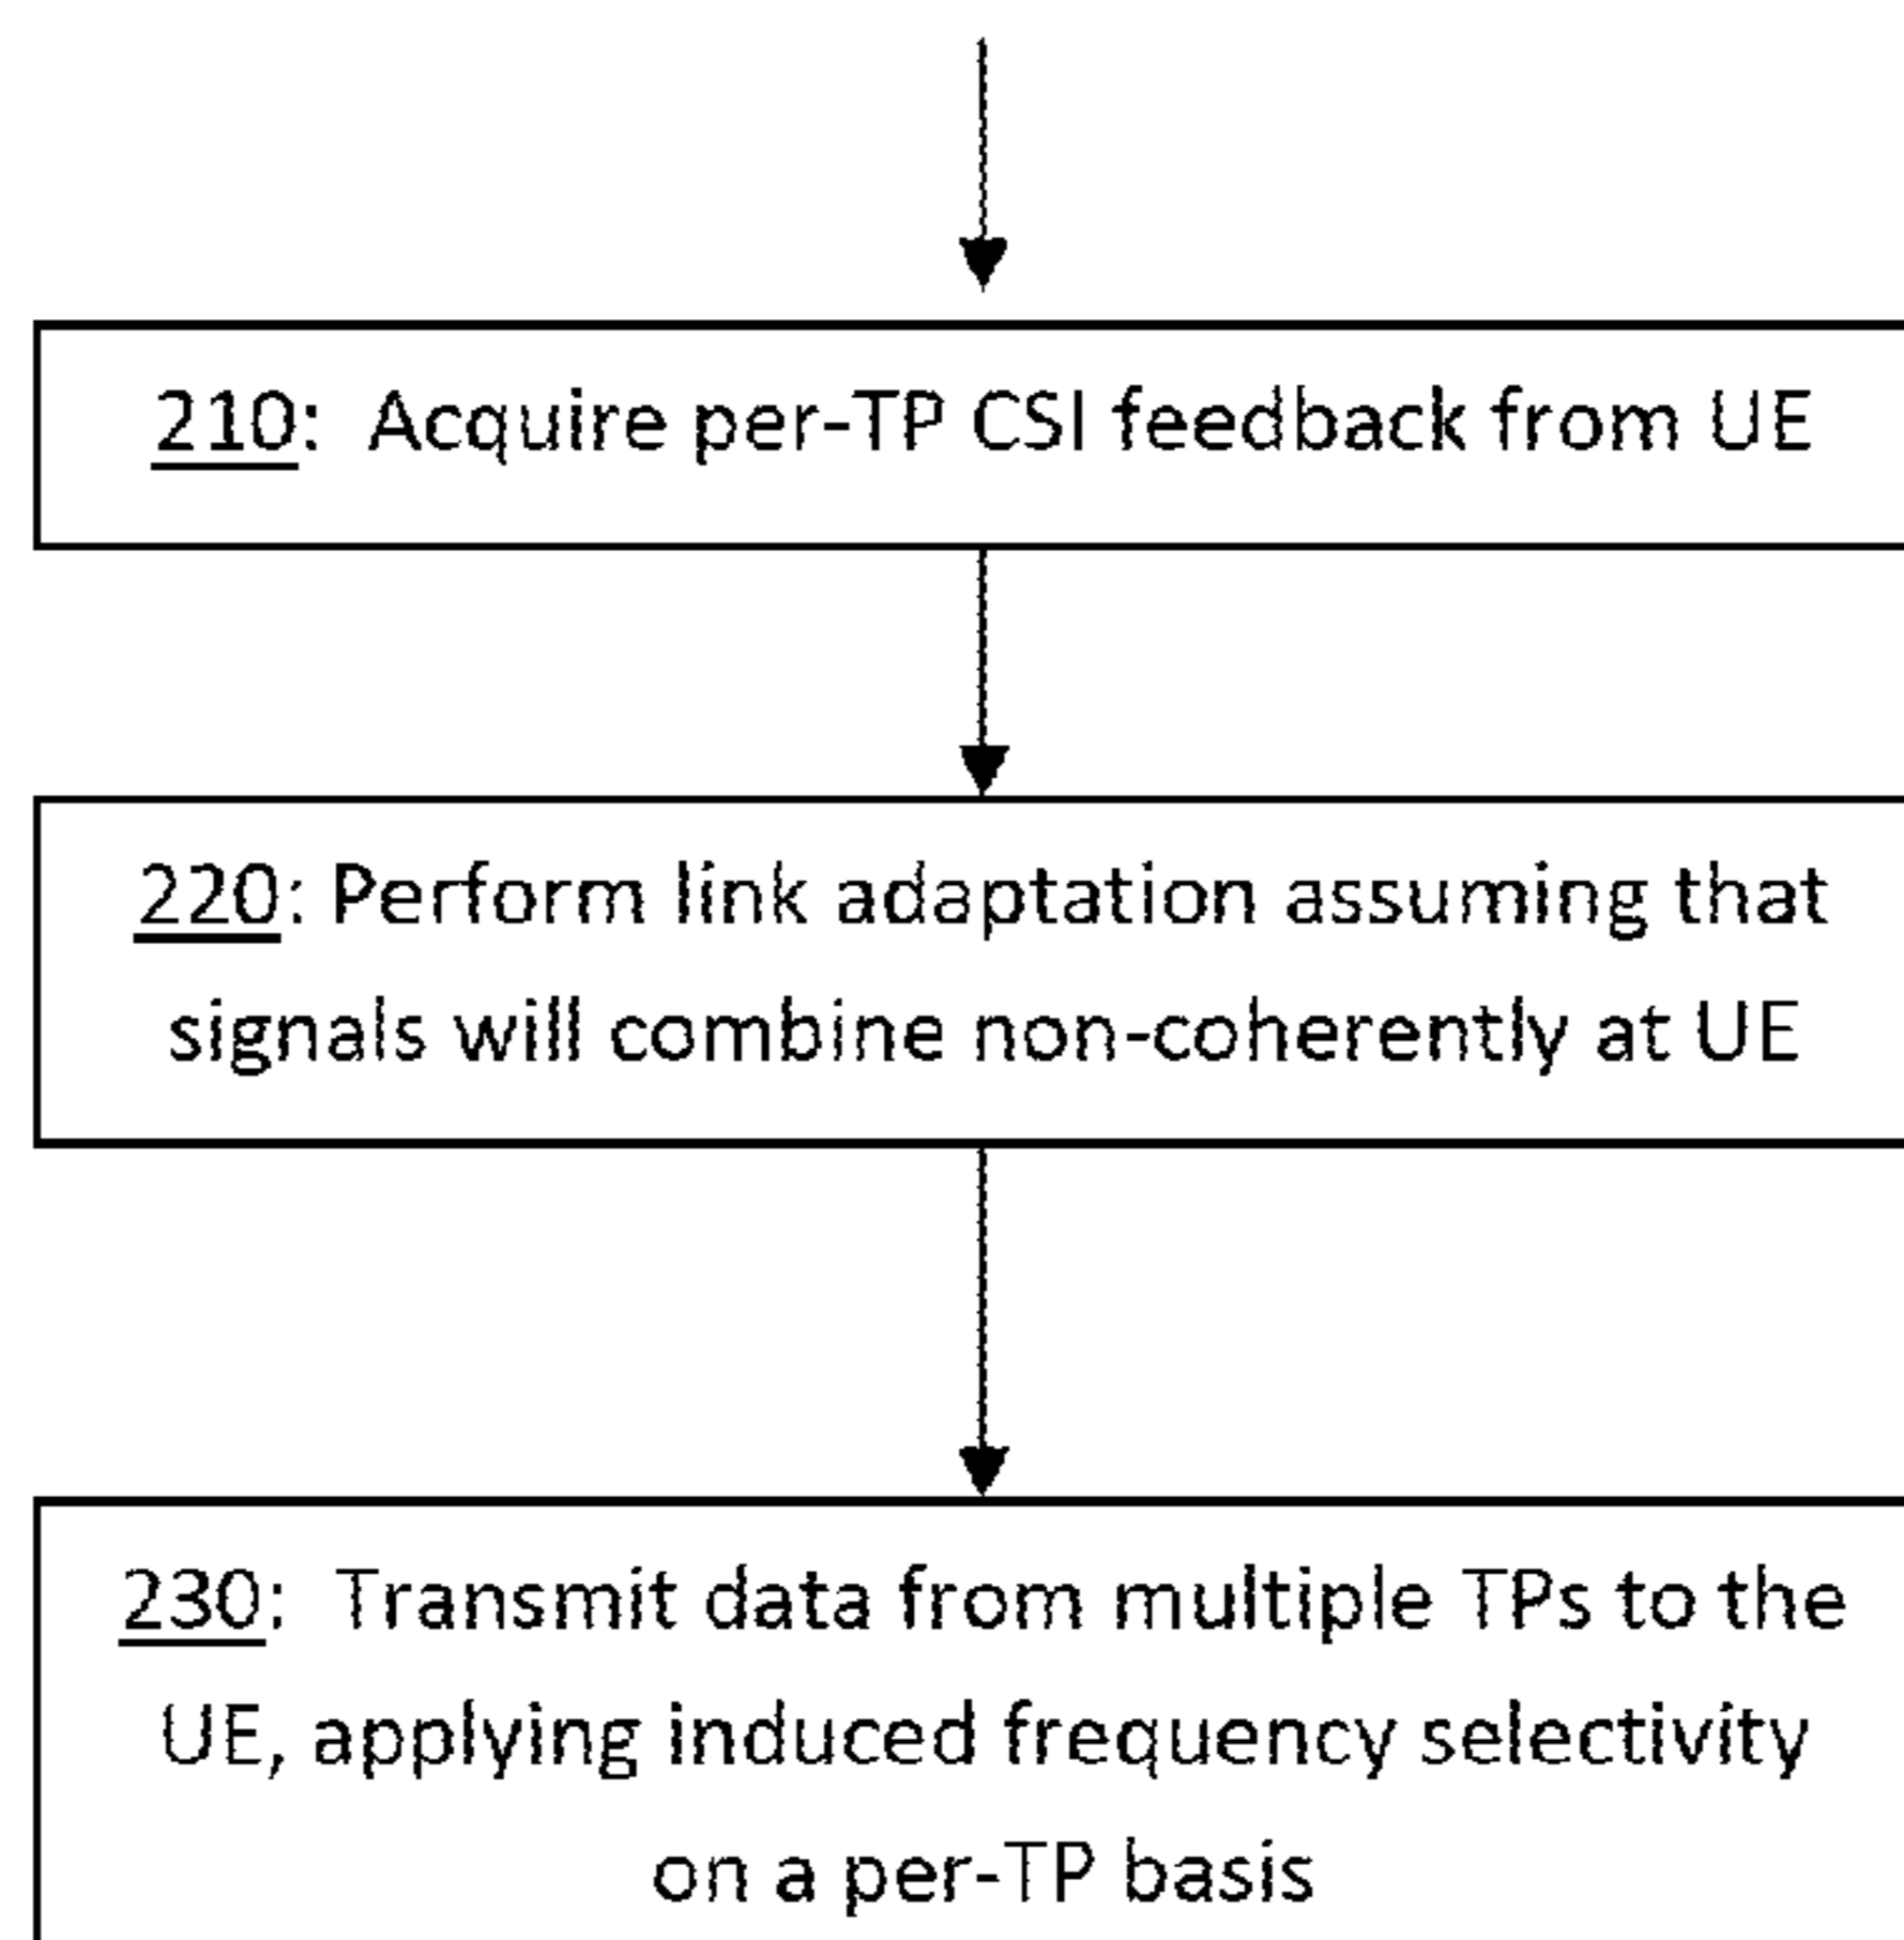 210: Acquire per-TP CSI feedback from UE
220: Perform link adaptation assuming that
signals will combine non-coherently at UE
230: Transmit data from multiple TPs to the
UE, applying induced frequency selectivity
on a per-TP basis